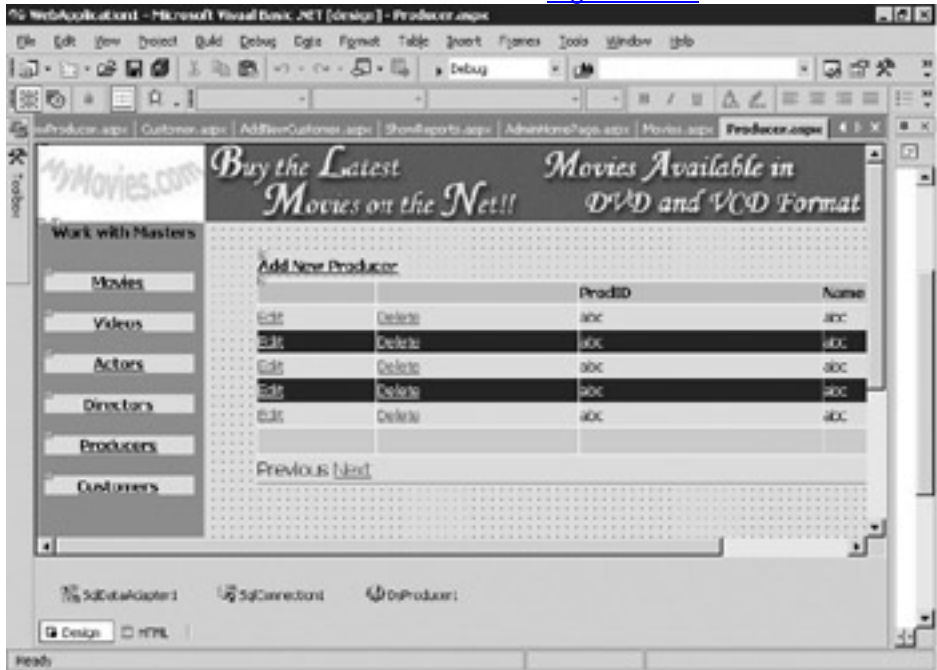 WebApplication1 - Microsoft Visual Basic .NET [design] - Producer.aspx
File Edit View Project Build Debug Data Format Table Insert Frames Tools Window Help
Debug
Customer.aspx AddNewCustomer.aspx ShowReports.aspx AdminHomePage.aspx Movies.aspx Producer.aspx
Toolbox
MyMovies.com
Buy the Latest
Movies on the Net!!
Movies Available in
DVD and VCD Format
Work with Masters
Movies
Videos
Actors
Directors
Producers
Customers
Add New Producer
ProdID Name
Edit Delete abc abc
Edit Delete abc abc
Edit Delete abc abc
Edit Delete abc abc
Edit Delete abc abc
Previous Next
SqlDataAdapter1 SqlConnection1 DsProducer1
Design HTML
Ready